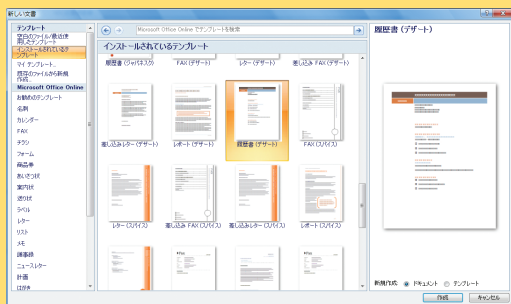 新しい文書
テンプレート
空白のファイル/最近使
用したテンプレート
インストールされているテ
ンプレート
マイ テンプレート...
既存のファイルから新規
作成...
Microsoft Office Online
お勧めのテンプレート
名刺
カレンダー
FAX
チラシ
フォーム
商品券
あいさつ状
案内状
送り状
ラベル
レター
リスト
メモ
議事録
ニュースレター
計画
はがき
Microsoft Office Online でテンプレートを検索
インストールされているテンプレート
履歴書 (ジャパネスク)
FAX (デザート)
レター (デザート)
差し込み FAX (デザート)
差し込みレター (デザート)
レポート (デザート)
履歴書 (デザート)
FAX (スパイス)
レター (スパイス)
差し込み FAX (スパイス)
差し込みレター (スパイス)
レポート (スパイス)
履歴書 (デザート)
新規作成:
ドキュメント
テンプレート
作成
キャンセル